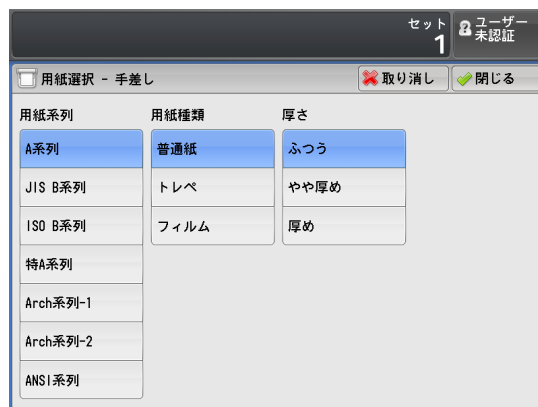 セット
1
ユーザー
未認証
用紙選択 - 手差し
取り消し
閉じる
用紙系列
A系列
JIS B系列
ISO B系列
特A系列
Arch系列-1
Arch系列-2
ANSI系列
用紙種類
普通紙
トレペ
フィルム
厚さ
ふつう
やや厚め
厚め